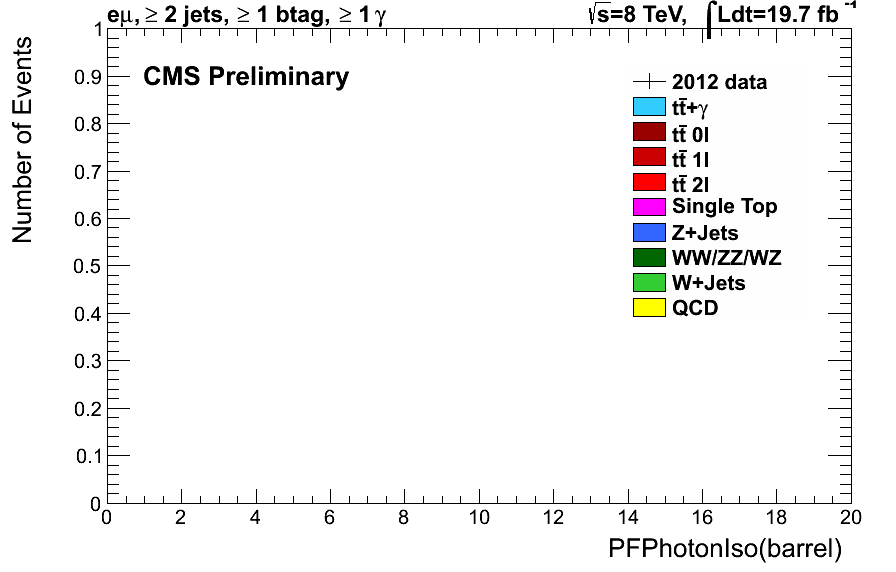 eμ, ≥ 2 jets, ≥ 1 btag, ≥ 1 γ
√s=8 TeV, ∫Ldt=19.7 fb⁻¹
CMS Preliminary
Number of Events
1
0.9
0.8
0.7
0.6
0.5
0.4
0.3
0.2
0.1
0
2012 data
tt̄+γ
tt̄ 0l
tt̄ 1l
tt̄ 2l
Single Top
Z+Jets
WW/ZZ/WZ
W+Jets
QCD
0 2 4 6 8 10 12 14 16 18 20
PFPhotonIso(barrel)